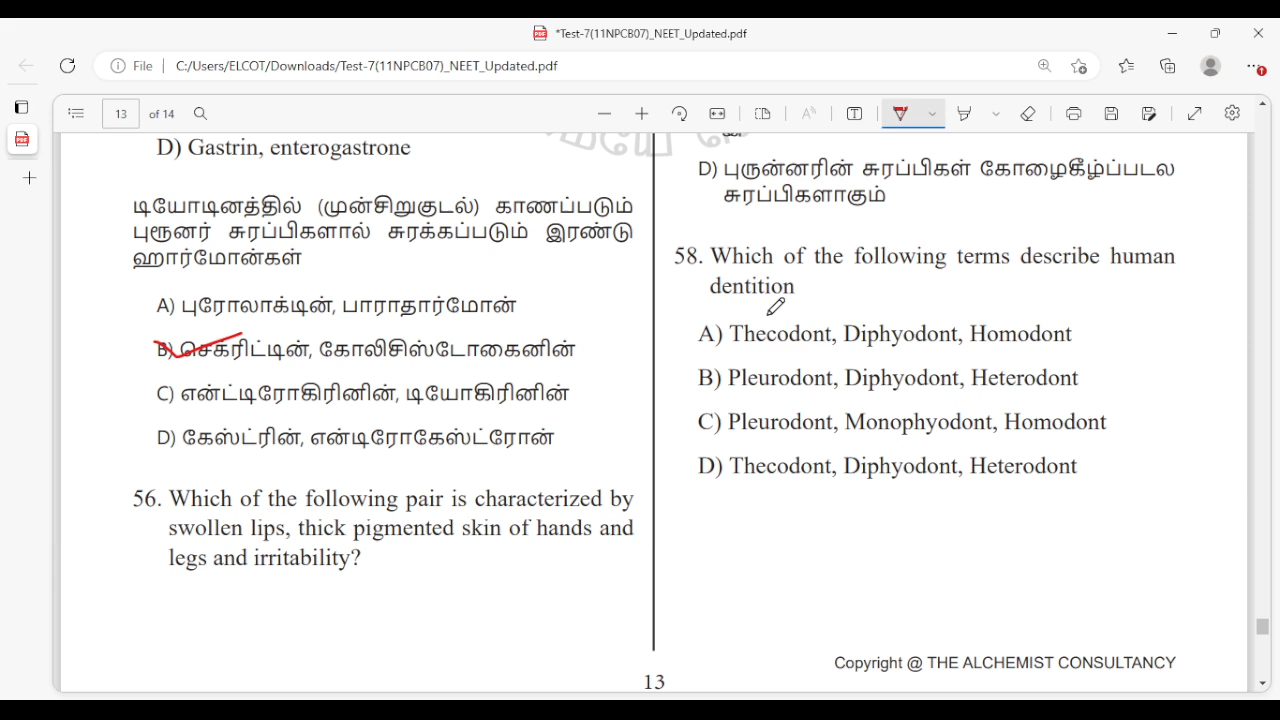 *Test-7(11NPCB07)_NEET_Updated.pdf
File
C:/Users/ELCOT/Downloads/Test-7(11NPCB07)_NEET_Updated.pdf
13 of 14
D) Gastrin, enterogastrone
டியோடினத்தில் (முன்சிறுகுடல்) காணப்படும்
புரூனர் சுரப்பிகளால் சுரக்கப்படும் இரண்டு
ஹார்மோன்கள்
A) புரோலாக்டின், பாராதார்மோன்
B) செக்ரிட்டின், கோலிசிஸ்டோகைனின்
C) என்ட்டிரோகிரினின், டியோகிரினின்
D) கேஸ்ட்ரின், என்டிரோகேஸ்ட்ரோன்
56. Which of the following pair is characterized by
swollen lips, thick pigmented skin of hands and
legs and irritability?
D) புருன்னரின் சுரப்பிகள் கோழைகீழ்ப்படல
சுரப்பிகளாகும்
58. Which of the following terms describe human
dentition
A) Thecodont, Diphyodont, Homodont
B) Pleurodont, Diphyodont, Heterodont
C) Pleurodont, Monophyodont, Homodont
D) Thecodont, Diphyodont, Heterodont
Copyright @ THE ALCHEMIST CONSULTANCY
13